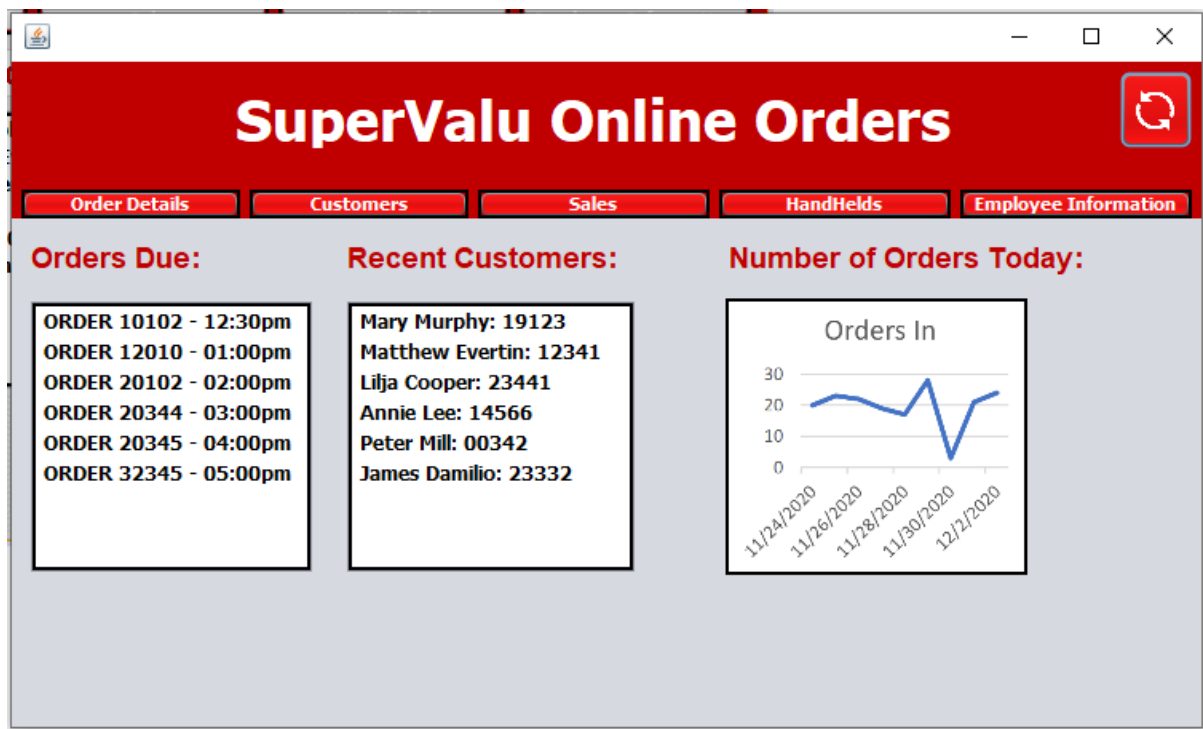 SuperValu Online Orders
Order Details
Customers
Sales
HandHelds
Employee Information
Orders Due:
Recent Customers:
Number of Orders Today:
ORDER 10102 - 12:30pm
ORDER 12010 - 01:00pm
ORDER 20102 - 02:00pm
ORDER 20344 - 03:00pm
ORDER 20345 - 04:00pm
ORDER 32345 - 05:00pm
Mary Murphy: 19123
Matthew Evertin: 12341
Lilja Cooper: 23441
Annie Lee: 14566
Peter Mill: 00342
James Damilio: 23332
Orders In
30
20
10
0
11/24/2020
11/26/2020
11/28/2020
11/30/2020
12/2/2020